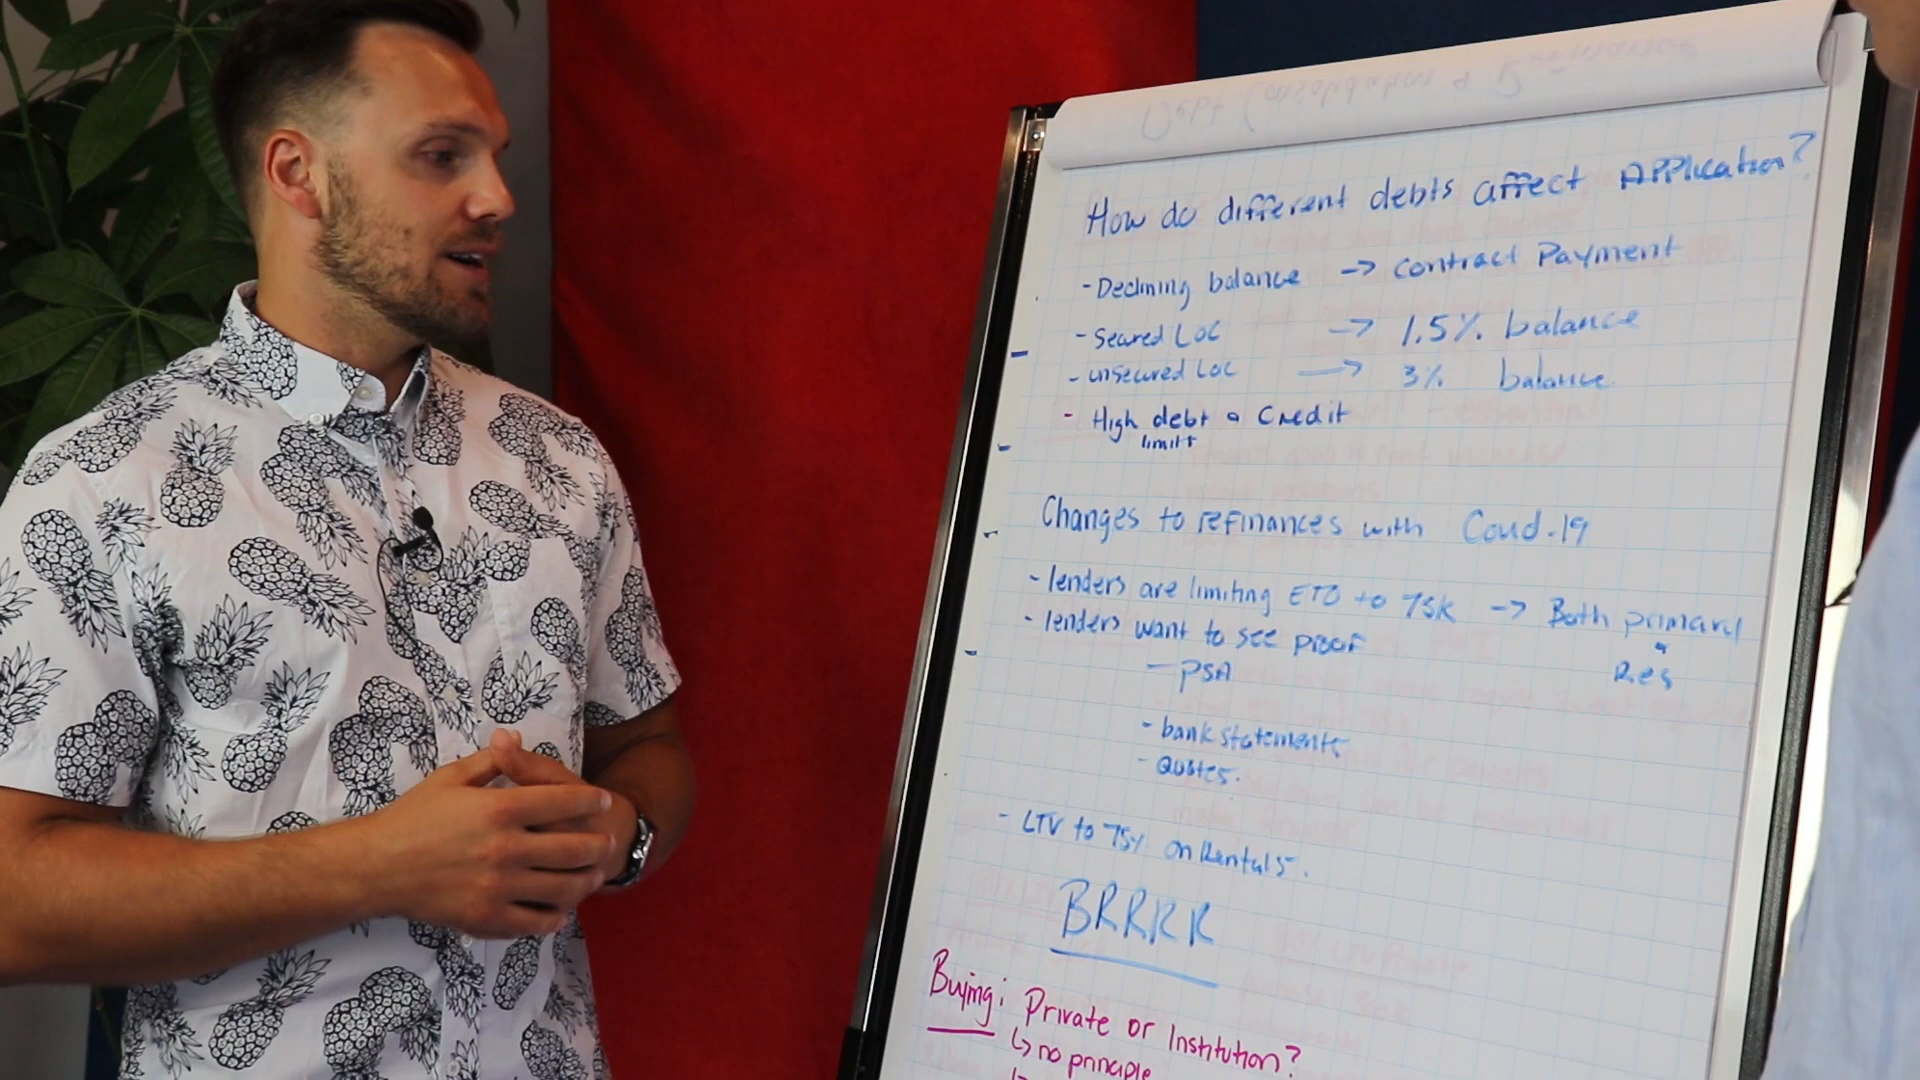 How do different debts affect Application?
- Declining balance -> Contract Payment
- Secured LOC -> 1.5% balance
- unsecured LOC -> 3% balance.
- High debt & Credit
limit
Changes to refinances with Covid-19
- lenders are limiting ETO to 75K -> Both primary
& Res
- lenders want to see proof
- PSA
- bank statements
- Quotes.
- LTV to 75% on Rentals.
BRRRR
Buying: Private or Institution?
↳ no principle